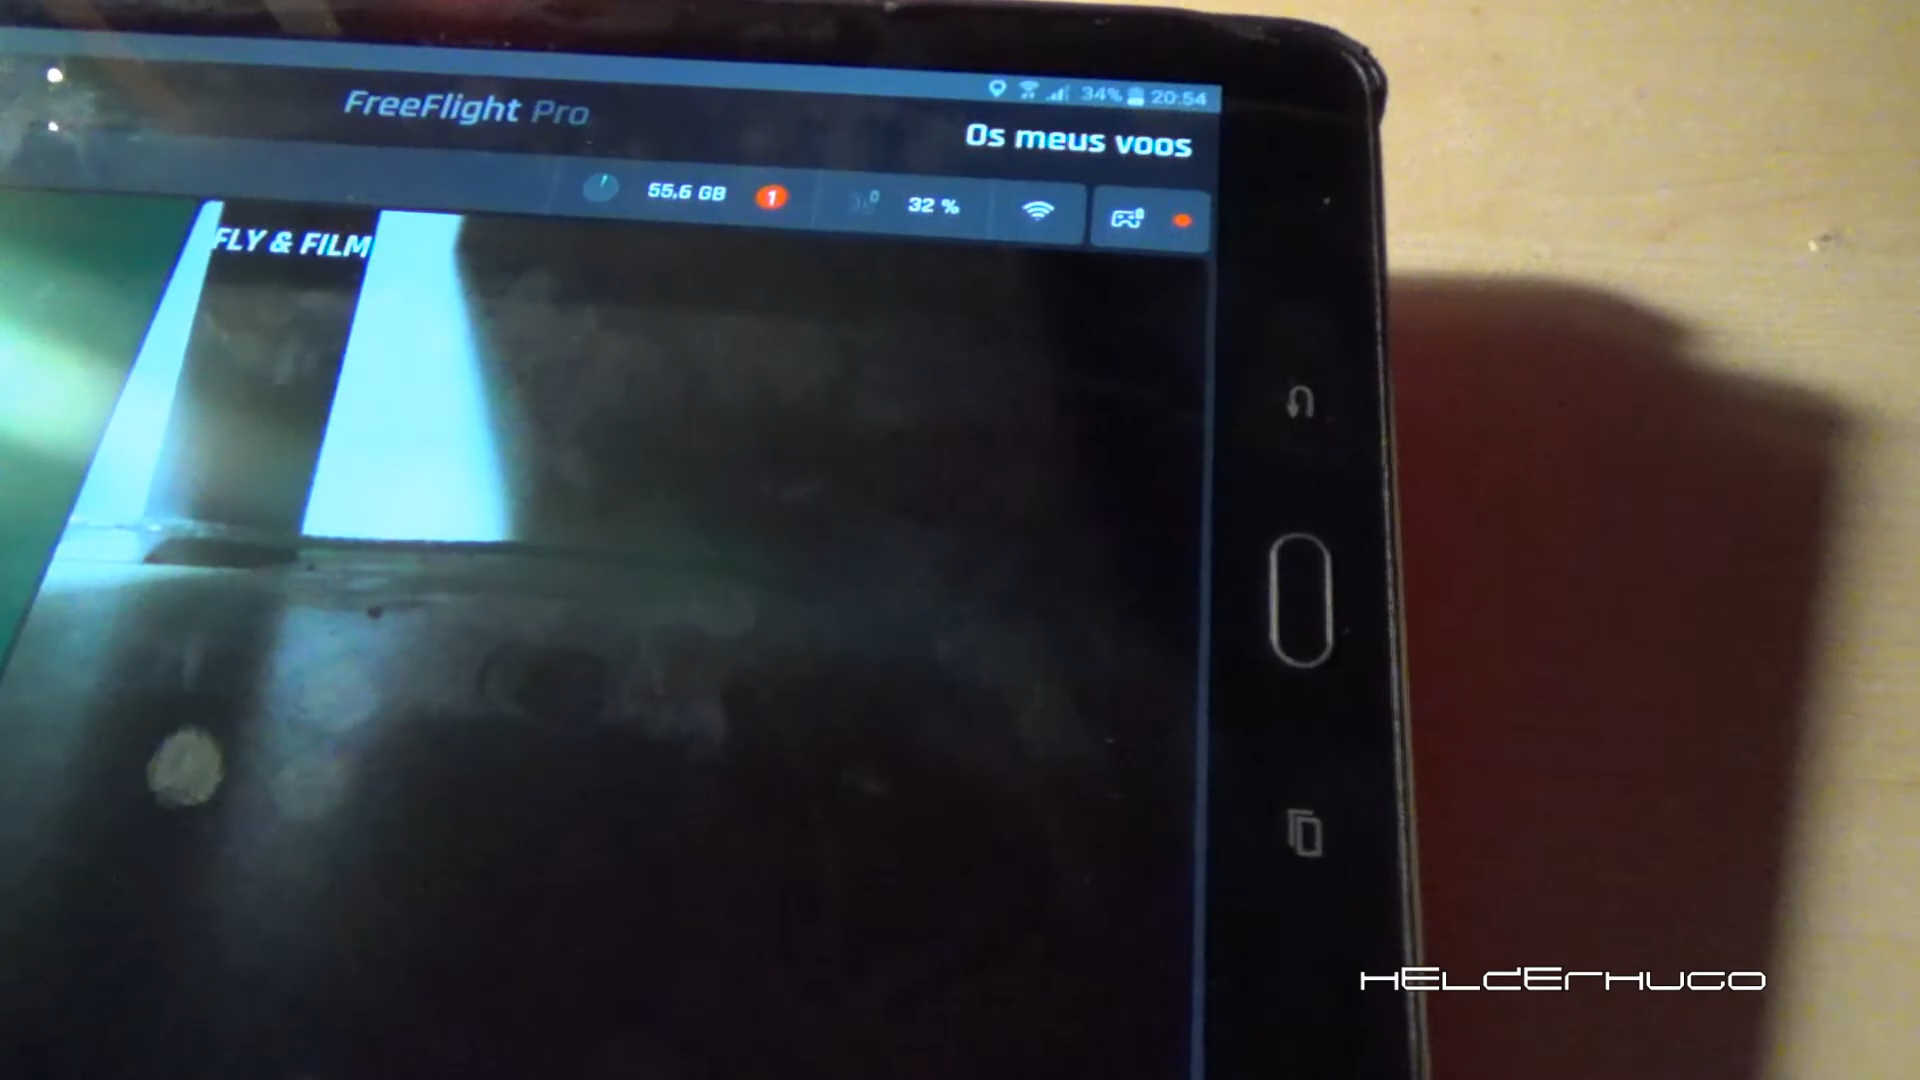 34% 20:54
FreeFlight Pro
Os meus voos
55,6 GB 1 32 %
FLY & FILM
HELDERHUGO